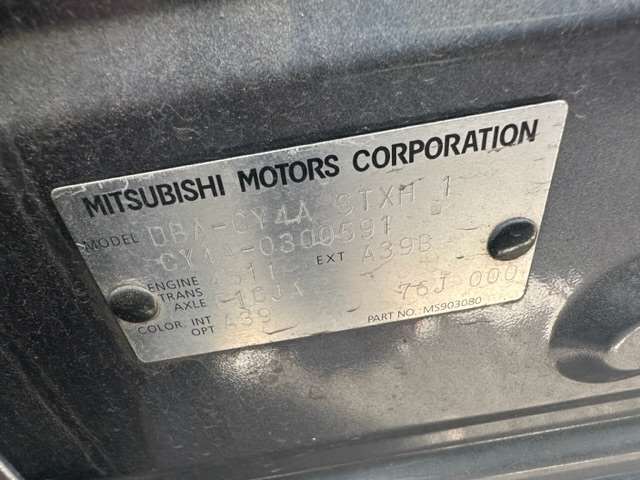 MITSUBISHI MOTORS CORPORATION
MODEL DBA-CY4A STXH 1
CY4A-0300591
ENGINE EXT A39B
TRANS
AXLE 76J 000
COLOR. INT A39
OPT PART NO. MS903080